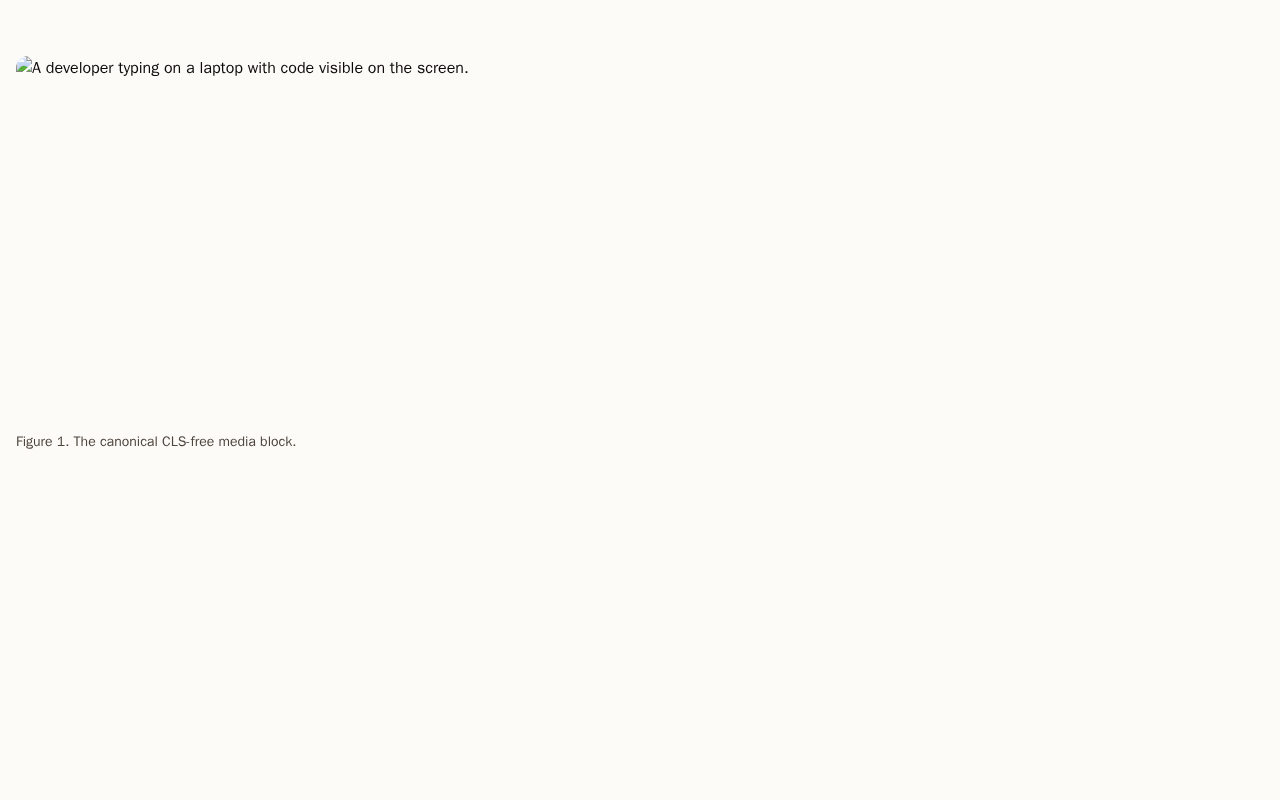 A developer typing on a laptop with code visible on the screen.
Figure 1. The canonical CLS-free media block.